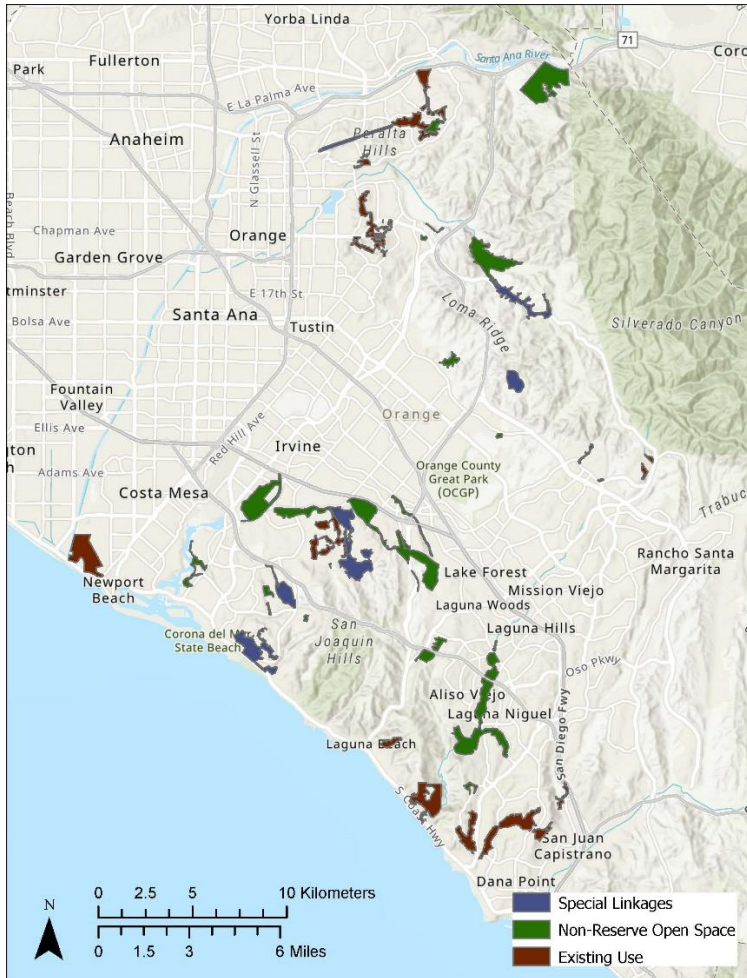 Yorba Linda
71
Santa Ana River
Coro
Park
Fullerton
E La Palma Ave
Anaheim
N Glassell St
Peralta
Hills
Beach Blvd
Chapman Ave
Orange
Garden Grove
E 17th St
tminster
Bolsa Ave
Santa Ana
Tustin
Loma Ridge
Silverado Canyon
Fountain
Valley
Ellis Ave
Red Hill Ave
Orange
gton
h
Adams Ave
Irvine
Orange County
Great Park
(OCGP)
Trabuc
Costa Mesa
Rancho Santa
Margarita
Newport
Beach
Lake Forest
Mission Viejo
Laguna Woods
Corona del Mar
State Beach
San
Joaquin
Hills
Laguna Hills
Oso Pkwy
Aliso Viejo
Laguna Niguel
San Diego Fwy
Laguna Beach
S Coast Hwy
San Juan
Capistrano
Dana Point
N
0 2.5 5 10 Kilometers
0 1.5 3 6 Miles
Special Linkages
Non-Reserve Open Space
Existing Use